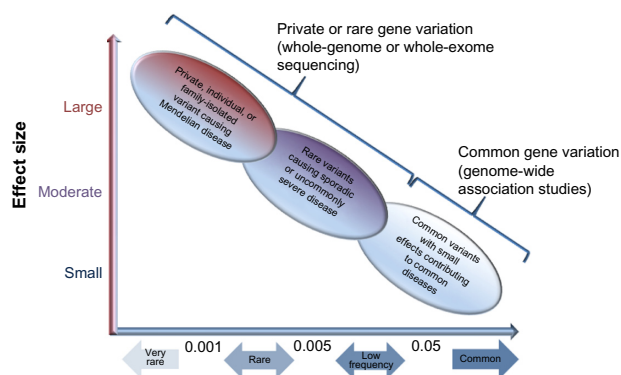 Private or rare gene variation
(whole-genome or whole-exome
sequencing)
Large
Private, individual, or
family-isolated
variant causing
Mendelian disease
Effect size
Common gene variation
(genome-wide
association studies)
Moderate
Rare variants
causing sporadic
or uncommonly
severe disease
Small
Common variants
with small
effects contributing
to common
diseases
Very
rare
0.001
Rare
0.005
Low
frequency
0.05
Common